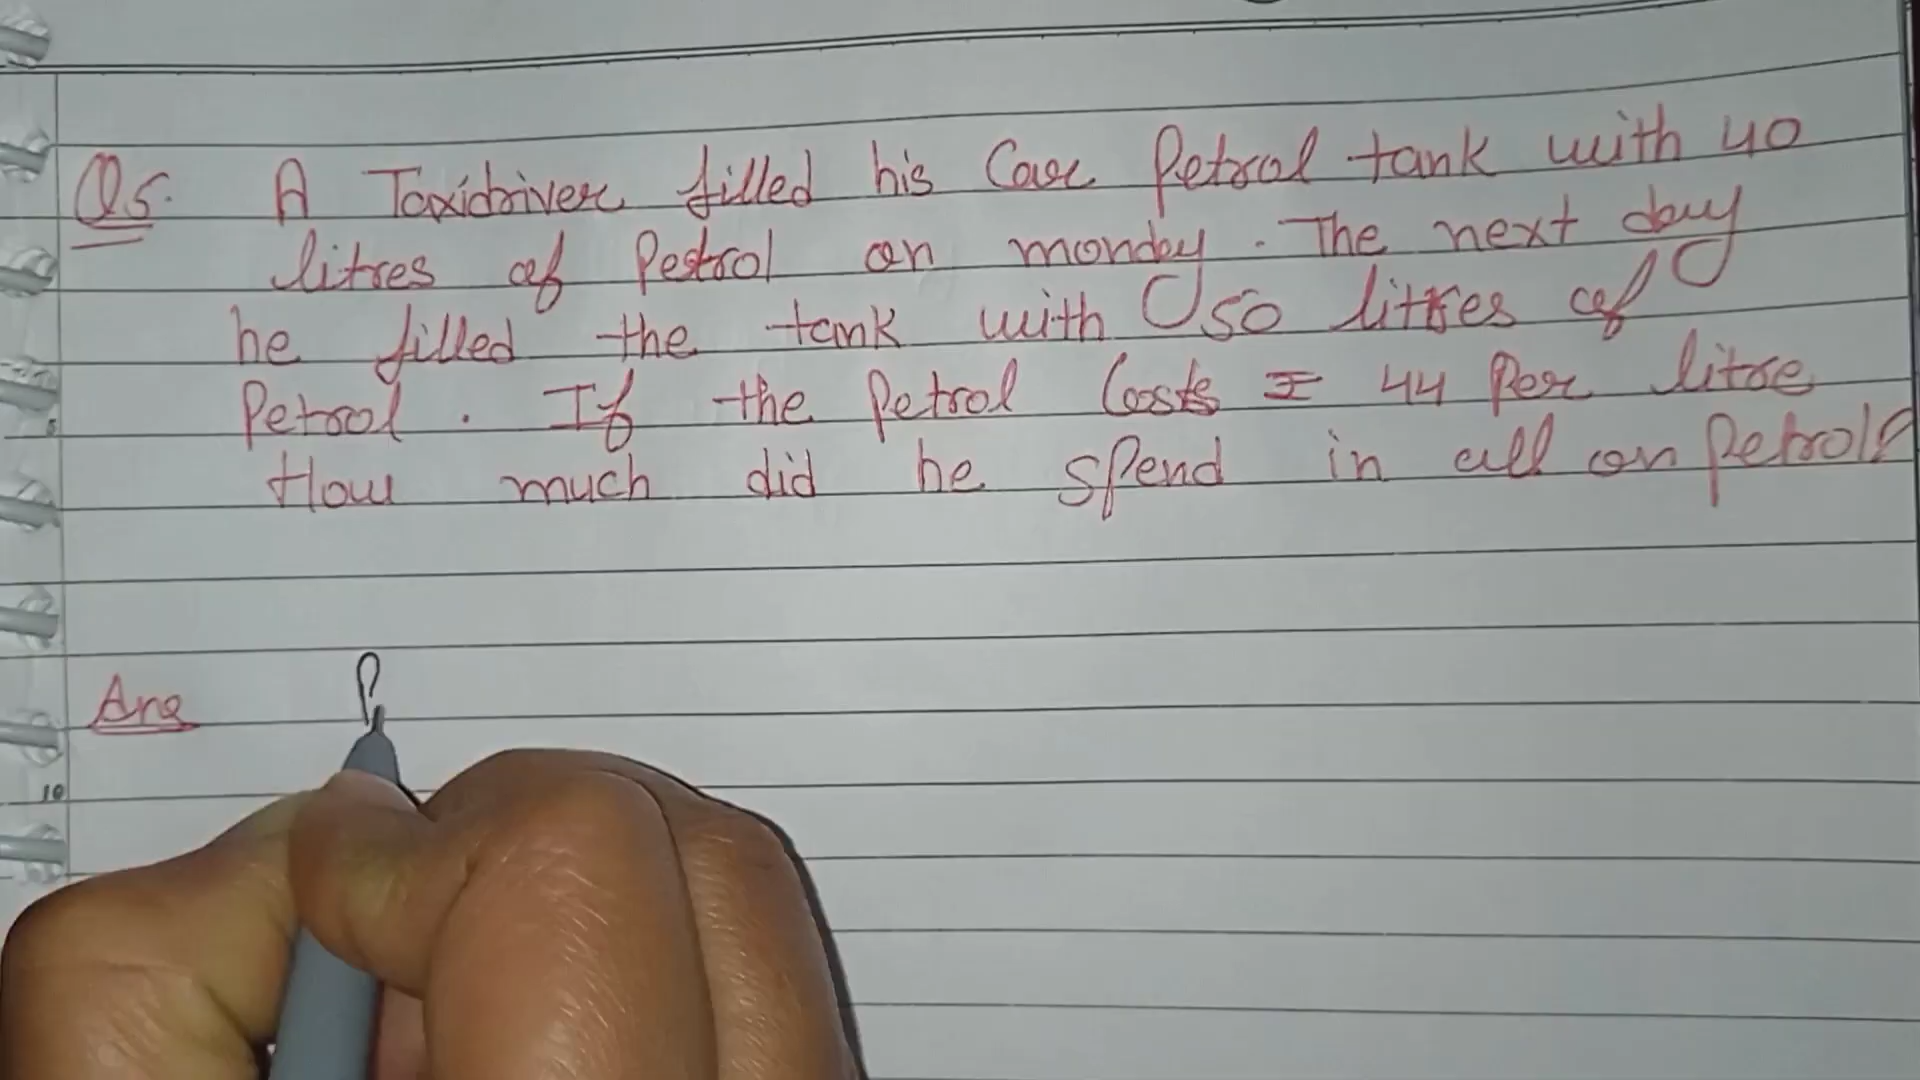 Q5. A Taxidriver filled his Car Petrol tank with 40
litres of Petrol on monday. The next day
he filled the tank with 50 litres of
Petrol. If the Petrol Costs ₹ 44 Per litre
How much did he spend in all on Petrol?
Ans P
10